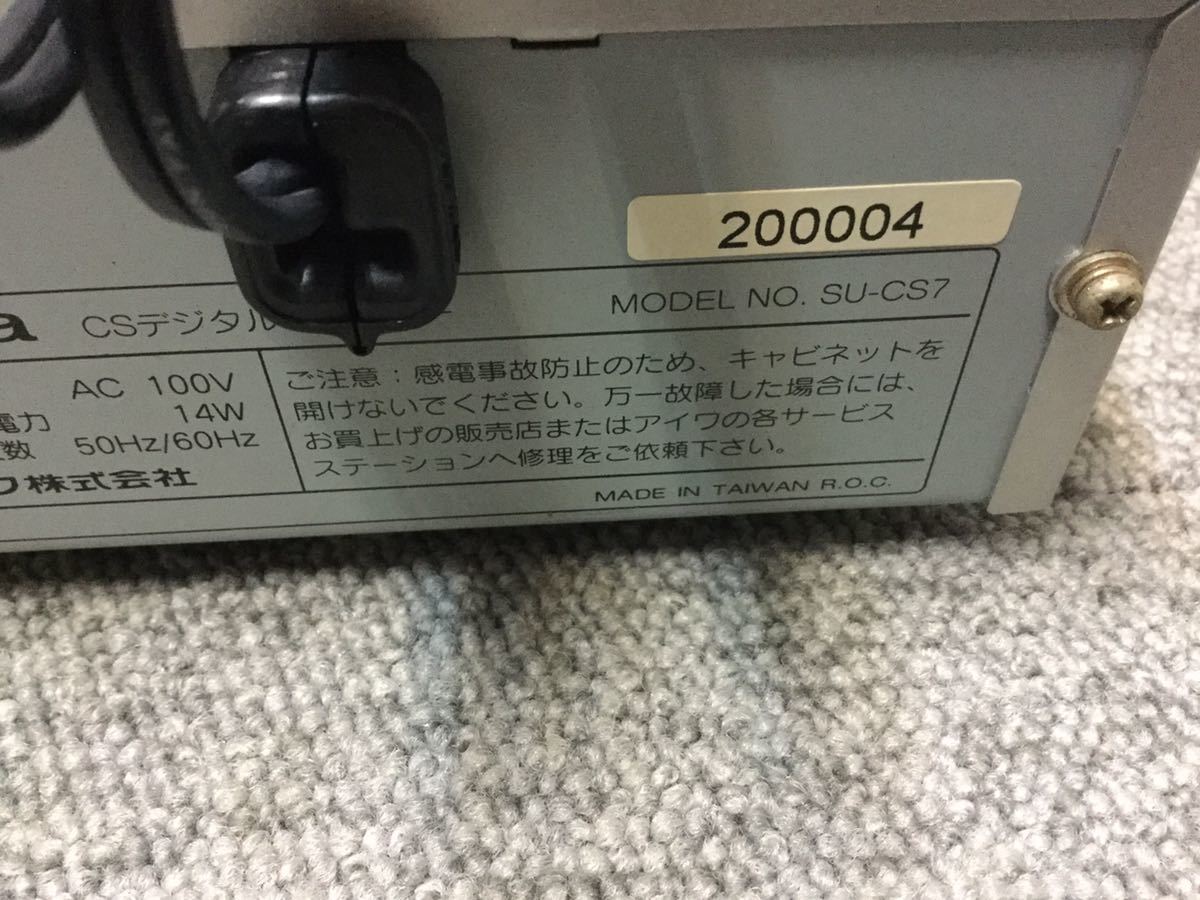 200004
CSデジタル
MODEL NO. SU-CS7
AC 100V
電力 14W
数 50Hz/60Hz
ワ株式会社
ご注意：感電事故防止のため、キャビネットを
開けないでください。万一故障した場合には、
お買上げの販売店またはアイワの各サービス
ステーションへ修理をご依頼下さい。
MADE IN TAIWAN R.O.C.